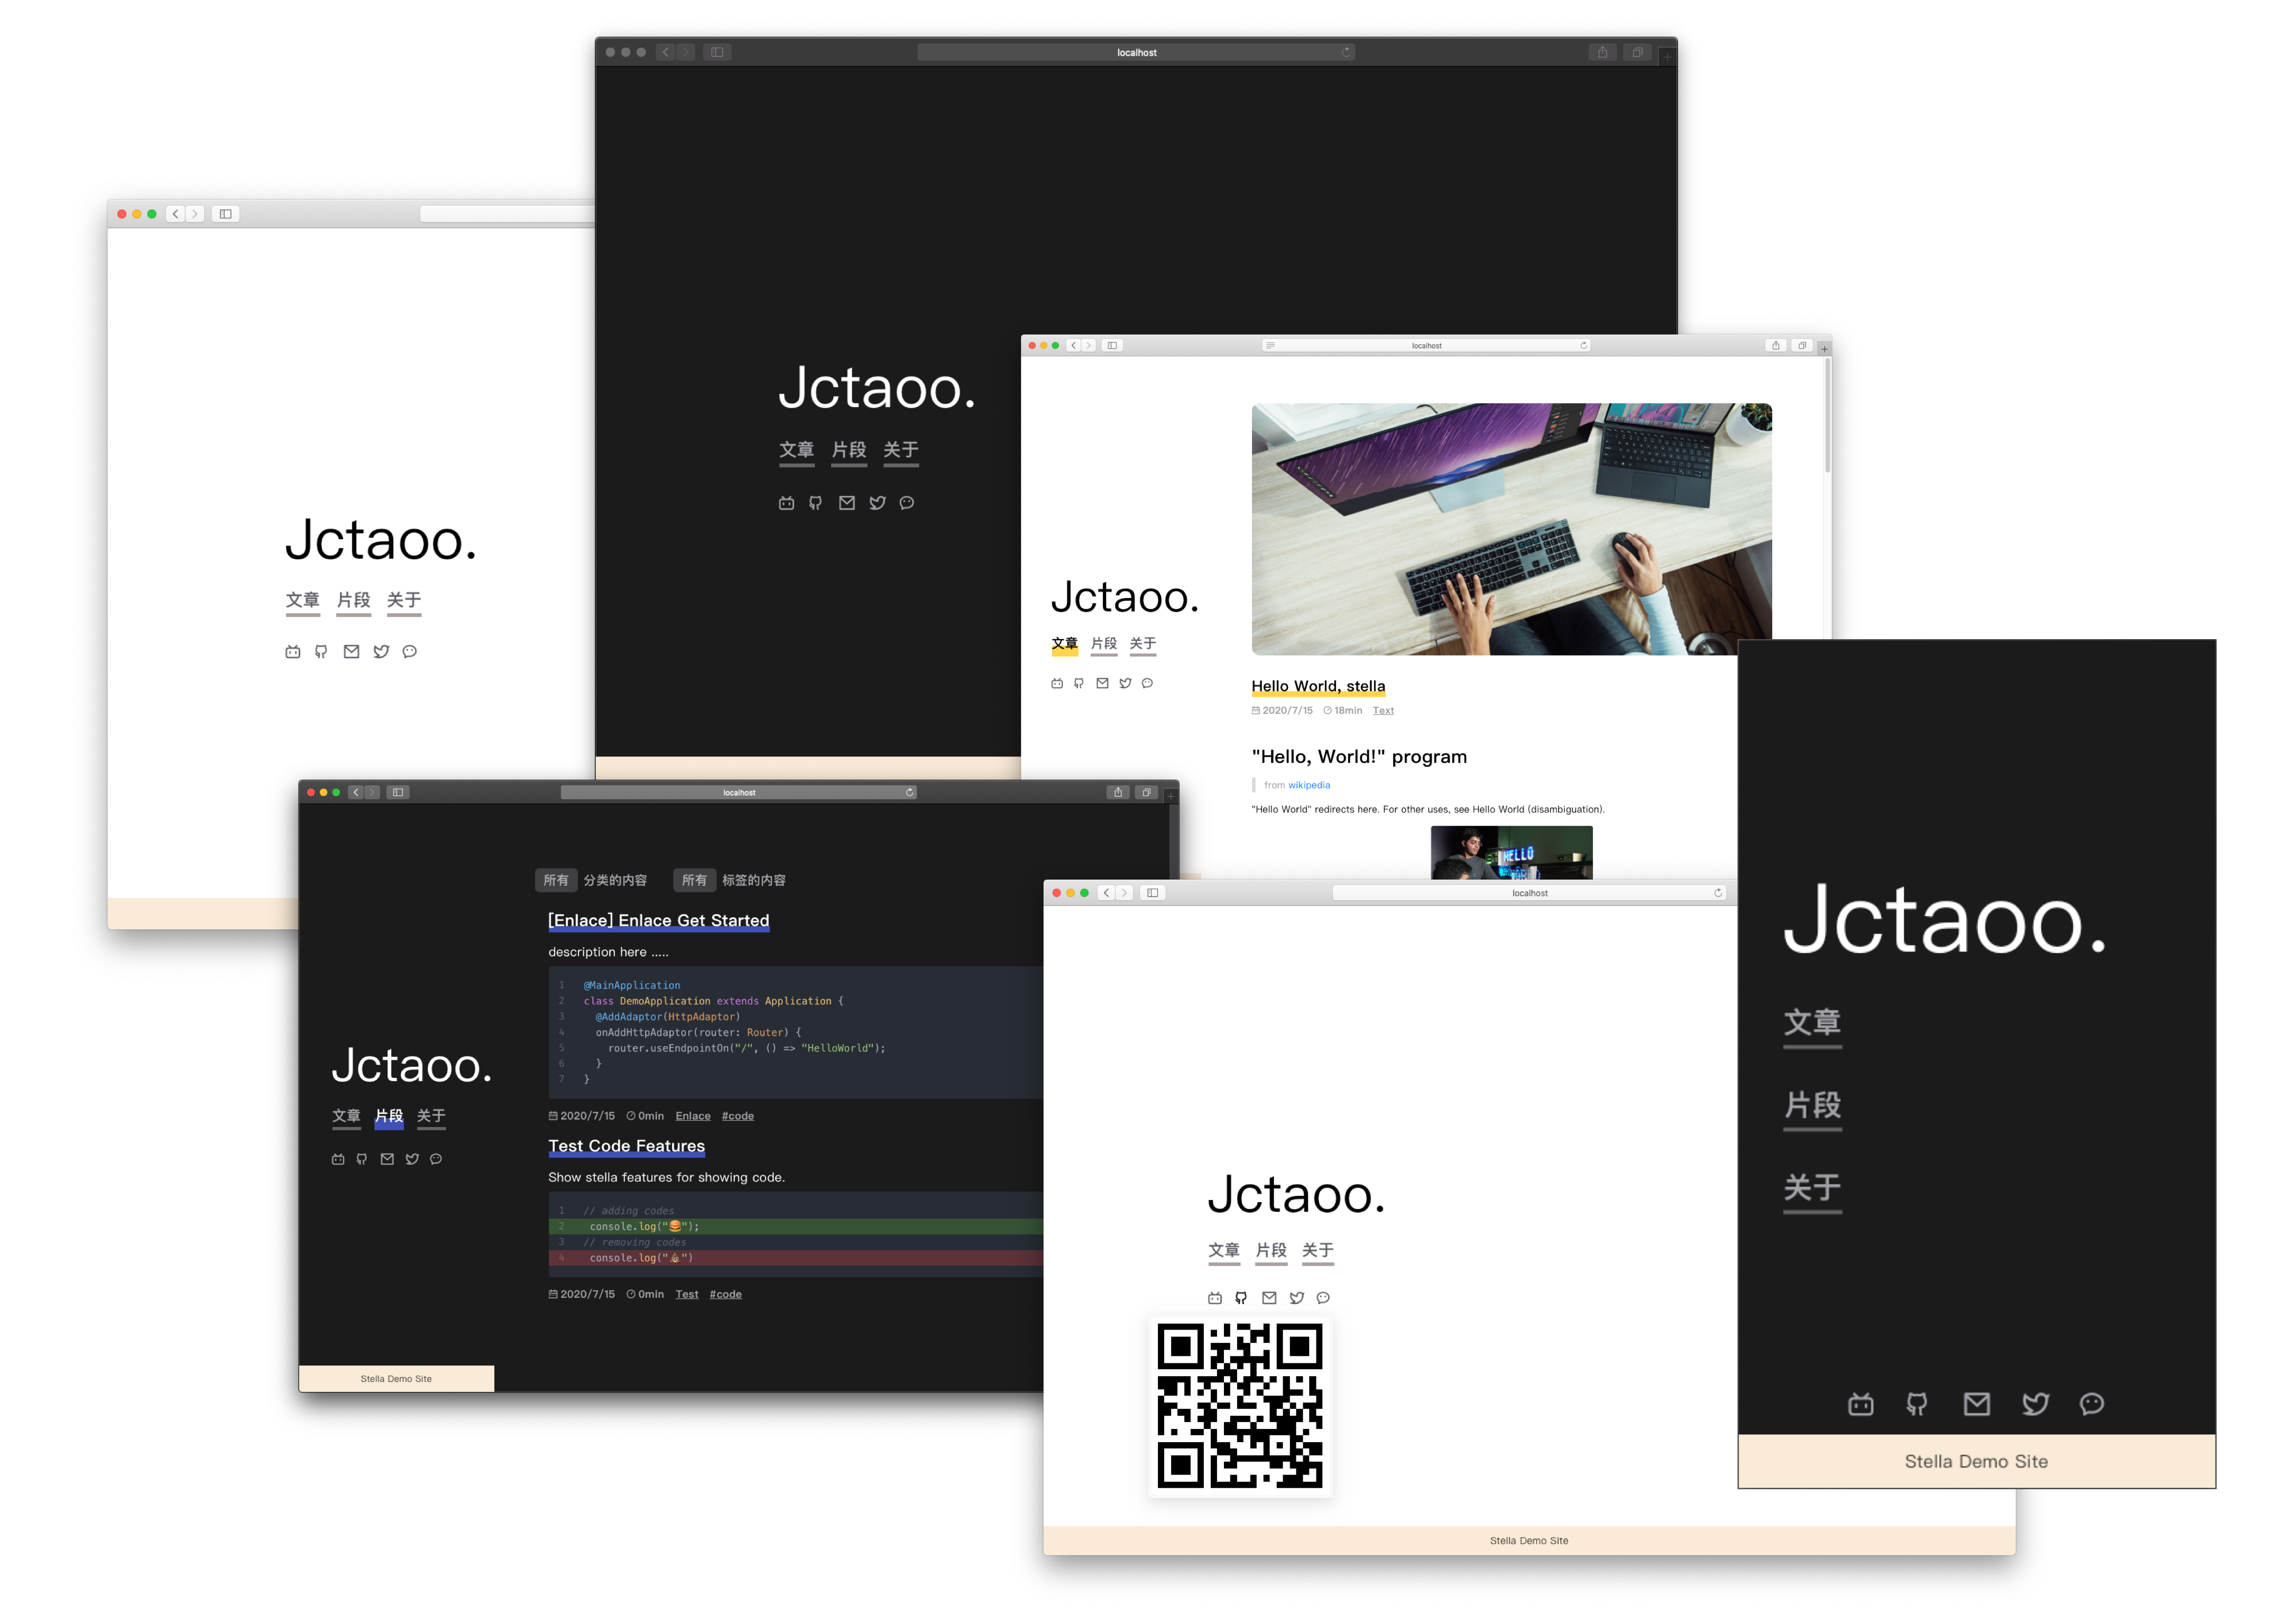 localhost
Jctaoo.
文章 片段 关于
Jctaoo.
文章 片段 关于
localhost
Jctaoo.
文章 片段 关于
Hello World, stella
2020/7/15 18min Text
"Hello, World!" program
from wikipedia
"Hello World" redirects here. For other uses, see Hello World (disambiguation).
HELLO
localhost
所有 分类的内容 所有 标签的内容
[Enlace] Enlace Get Started
description here .....
1 @MainApplication
2 class DemoApplication extends Application {
3 @AddAdaptor(HttpAdaptor)
4 onAddHttpAdaptor(router: Router) {
5 router.useEndpointOn("/", () => "HelloWorld");
6 }
7 }
2020/7/15 0min Enlace #code
Test Code Features
Show stella features for showing code.
1 // adding codes
2 console.log("🍔");
3 // removing codes
4 console.log("💩")
2020/7/15 0min Test #code
Jctaoo.
文章 片段 关于
Stella Demo Site
localhost
Jctaoo.
文章 片段 关于
Stella Demo Site
Jctaoo.
文章
片段
关于
Stella Demo Site